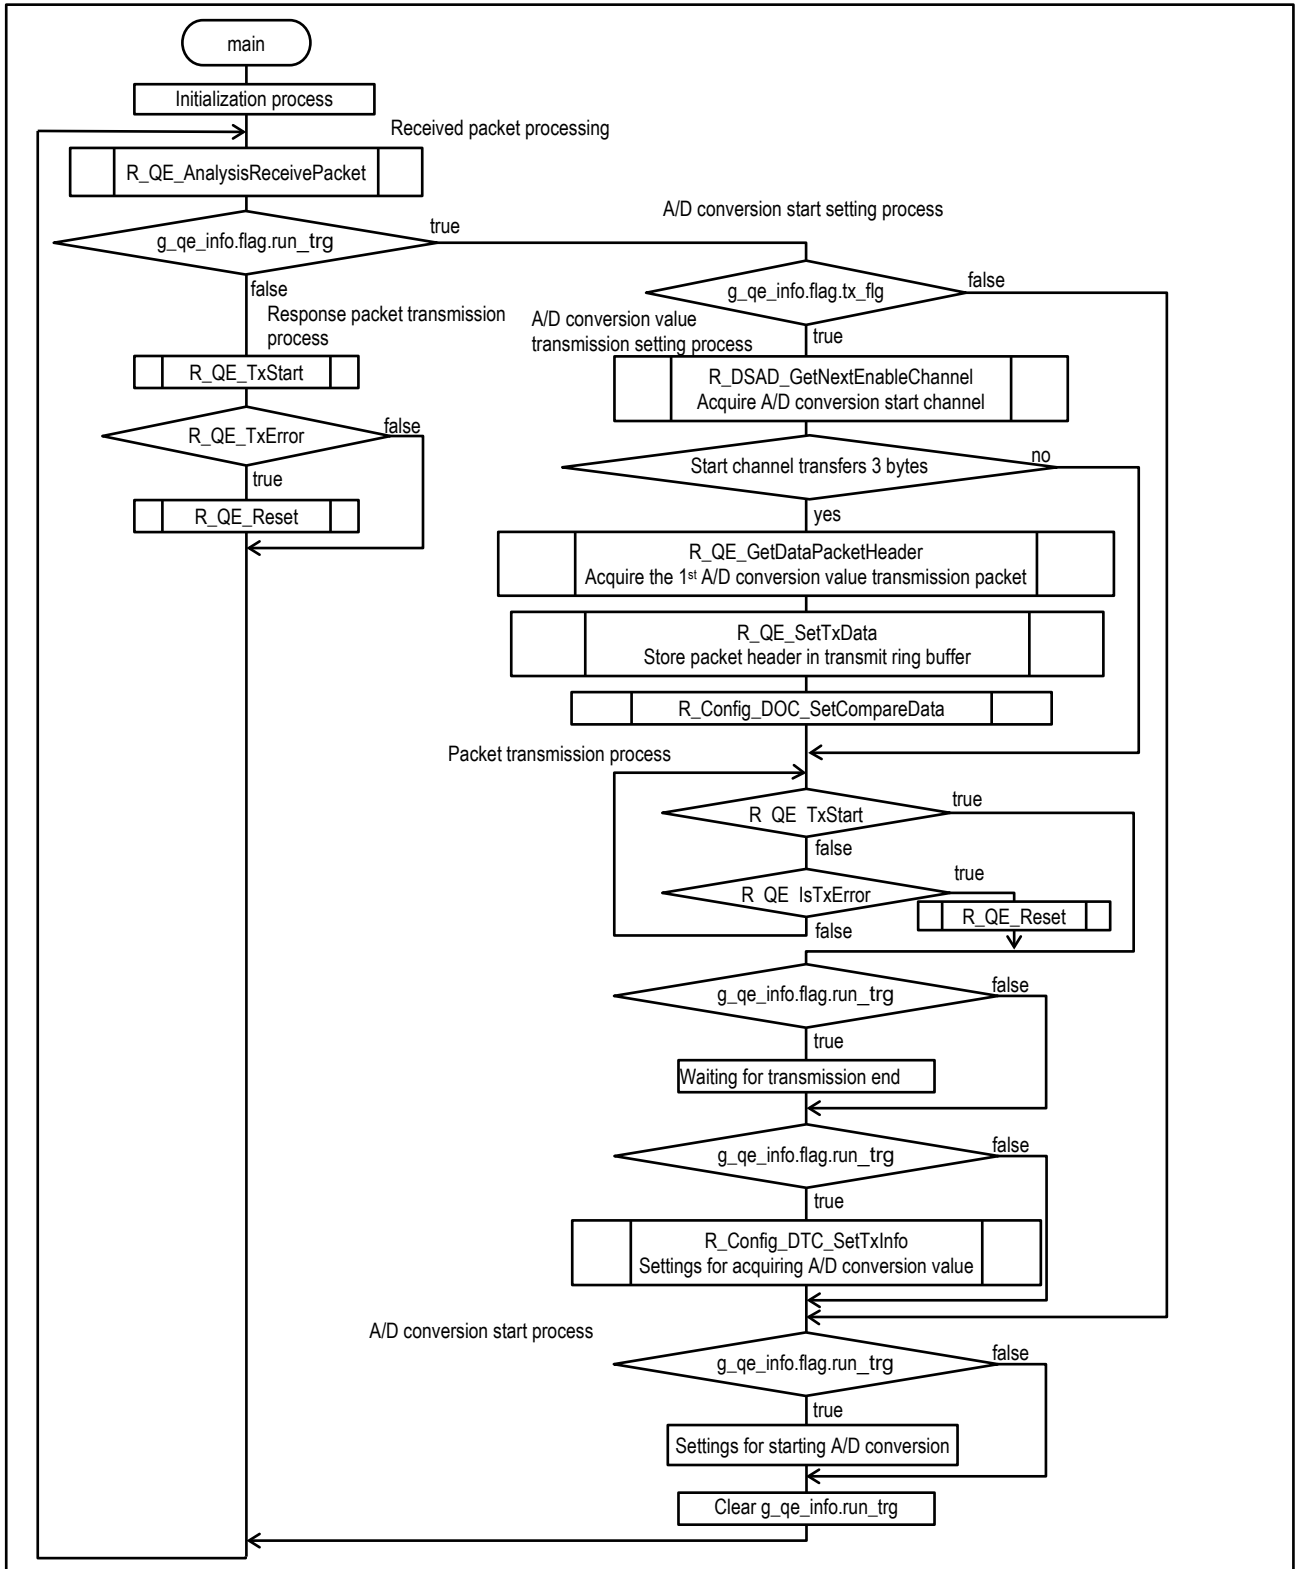 main
Initialization process
Received packet processing
R_QE_AnalysisReceivePacket
g_qe_info.flag.run_trg
true
false
Response packet transmission
process
R_QE_TxStart
R_QE_TxError
false
true
R_QE_Reset
A/D conversion start setting process
g_qe_info.flag.tx_flg
false
true
A/D conversion value
transmission setting process
R_DSAD_GetNextEnableChannel
Acquire A/D conversion start channel
Start channel transfers 3 bytes
no
yes
R_QE_GetDataPacketHeader
Acquire the 1st A/D conversion value transmission packet
R_QE_SetTxData
Store packet header in transmit ring buffer
R_Config_DOC_SetCompareData
Packet transmission process
R QE TxStart
true
false
R QE IsTxError
true
false
R_QE_Reset
g_qe_info.flag.run_trg
false
true
Waiting for transmission end
g_qe_info.flag.run_trg
false
true
R_Config_DTC_SetTxInfo
Settings for acquiring A/D conversion value
A/D conversion start process
g_qe_info.flag.run_trg
false
true
Settings for starting A/D conversion
Clear g_qe_info.run_trg